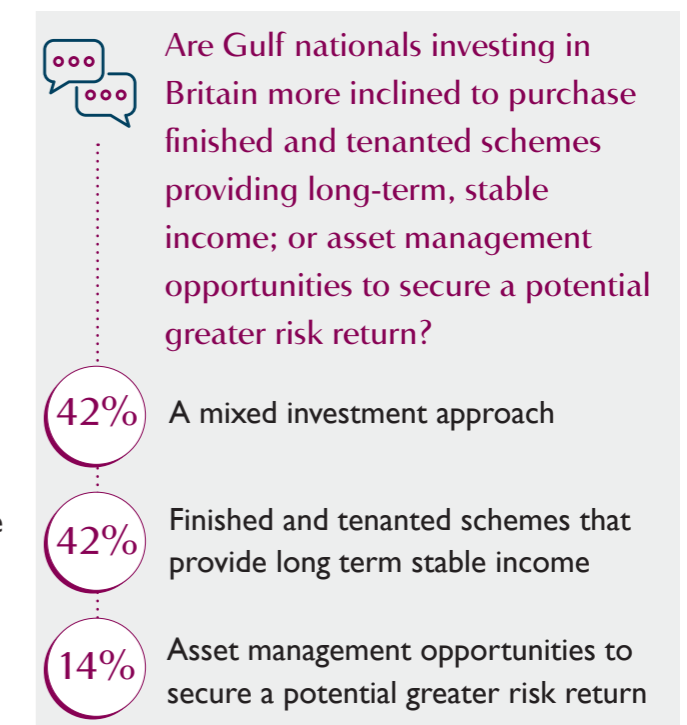 Are Gulf nationals investing in
Britain more inclined to purchase
finished and tenanted schemes
providing long-term, stable
income; or asset management
opportunities to secure a potential
greater risk return?
42%
A mixed investment approach
42%
Finished and tenanted schemes that
provide long term stable income
14%
Asset management opportunities to
secure a potential greater risk return
e